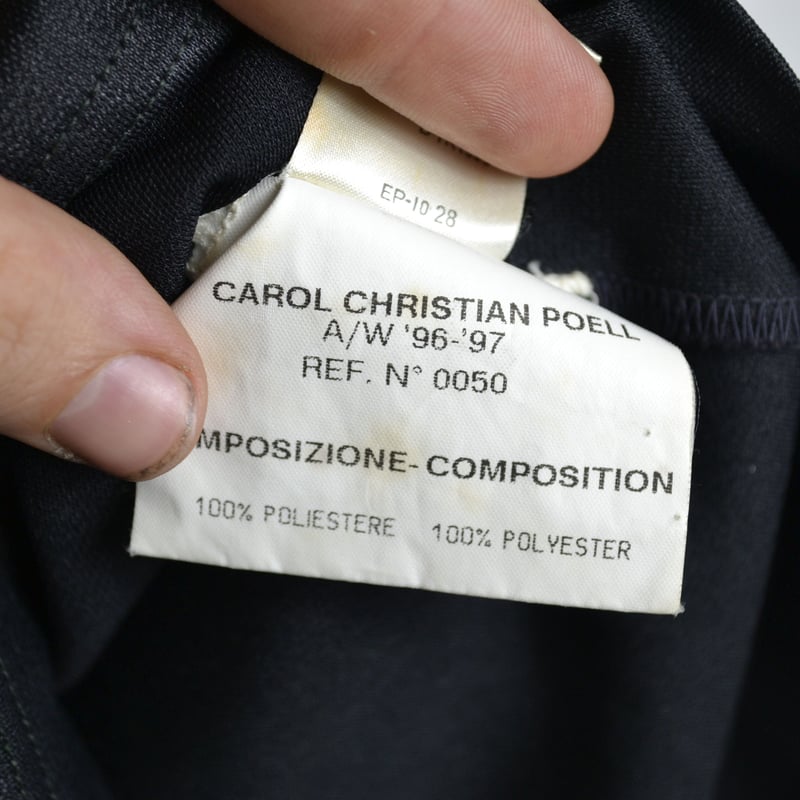 EP-10 28
CAROL CHRISTIAN POELL
A/W '96-'97
REF. N° 0050
MPOSIZIONE-COMPOSITION
100% POLIESTERE 100% POLYESTER